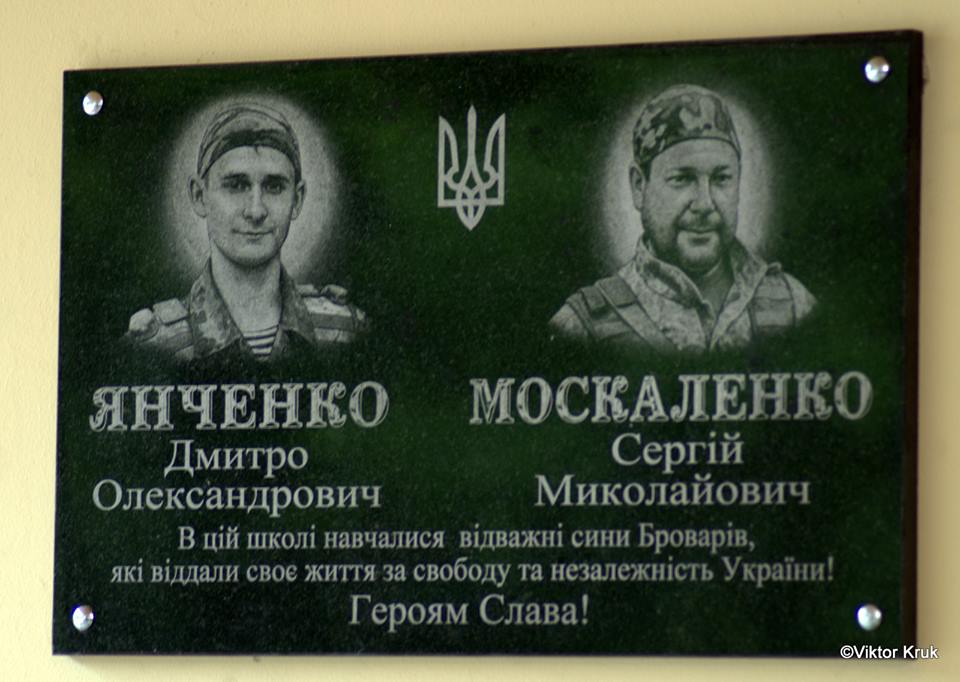 ЯНЧЕНКО
Дмитро
Олександрович
МОСКАЛЕНКО
Сергій
Миколайович
В цій школі навчалися відважні сини Броварів,
які віддали своє життя за свободу та незалежність України!
Героям Слава!
©Viktor Kruk